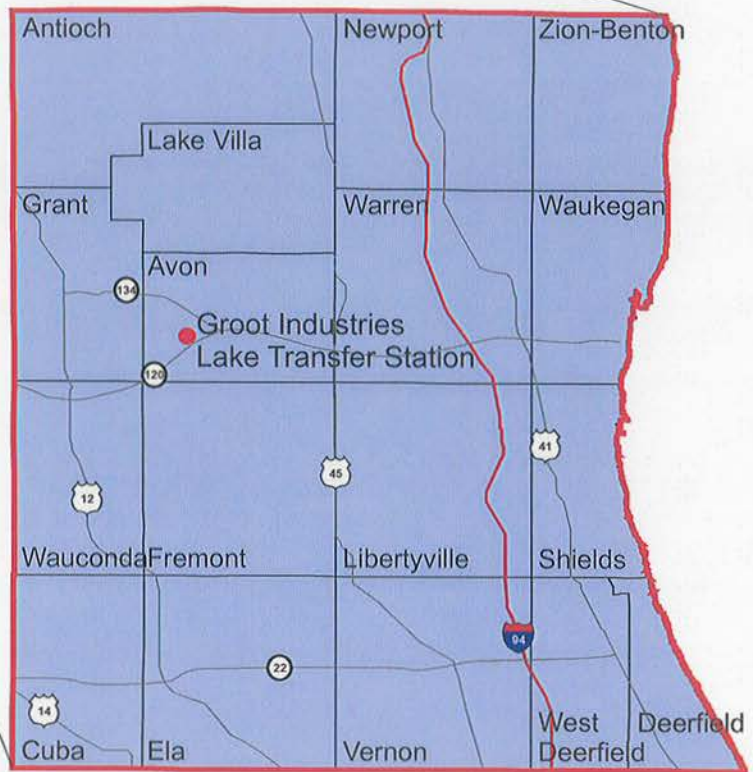 Antioch
Newport
Zion-Benton
Lake Villa
Grant
Warren
Waukegan
Avon
134
Groot Industries
Lake Transfer Station
120
41
45
12
Wauconda
Fremont
Libertyville
Shields
94
22
14
West
Deerfield
Deerfield
Cuba
Ela
Vernon